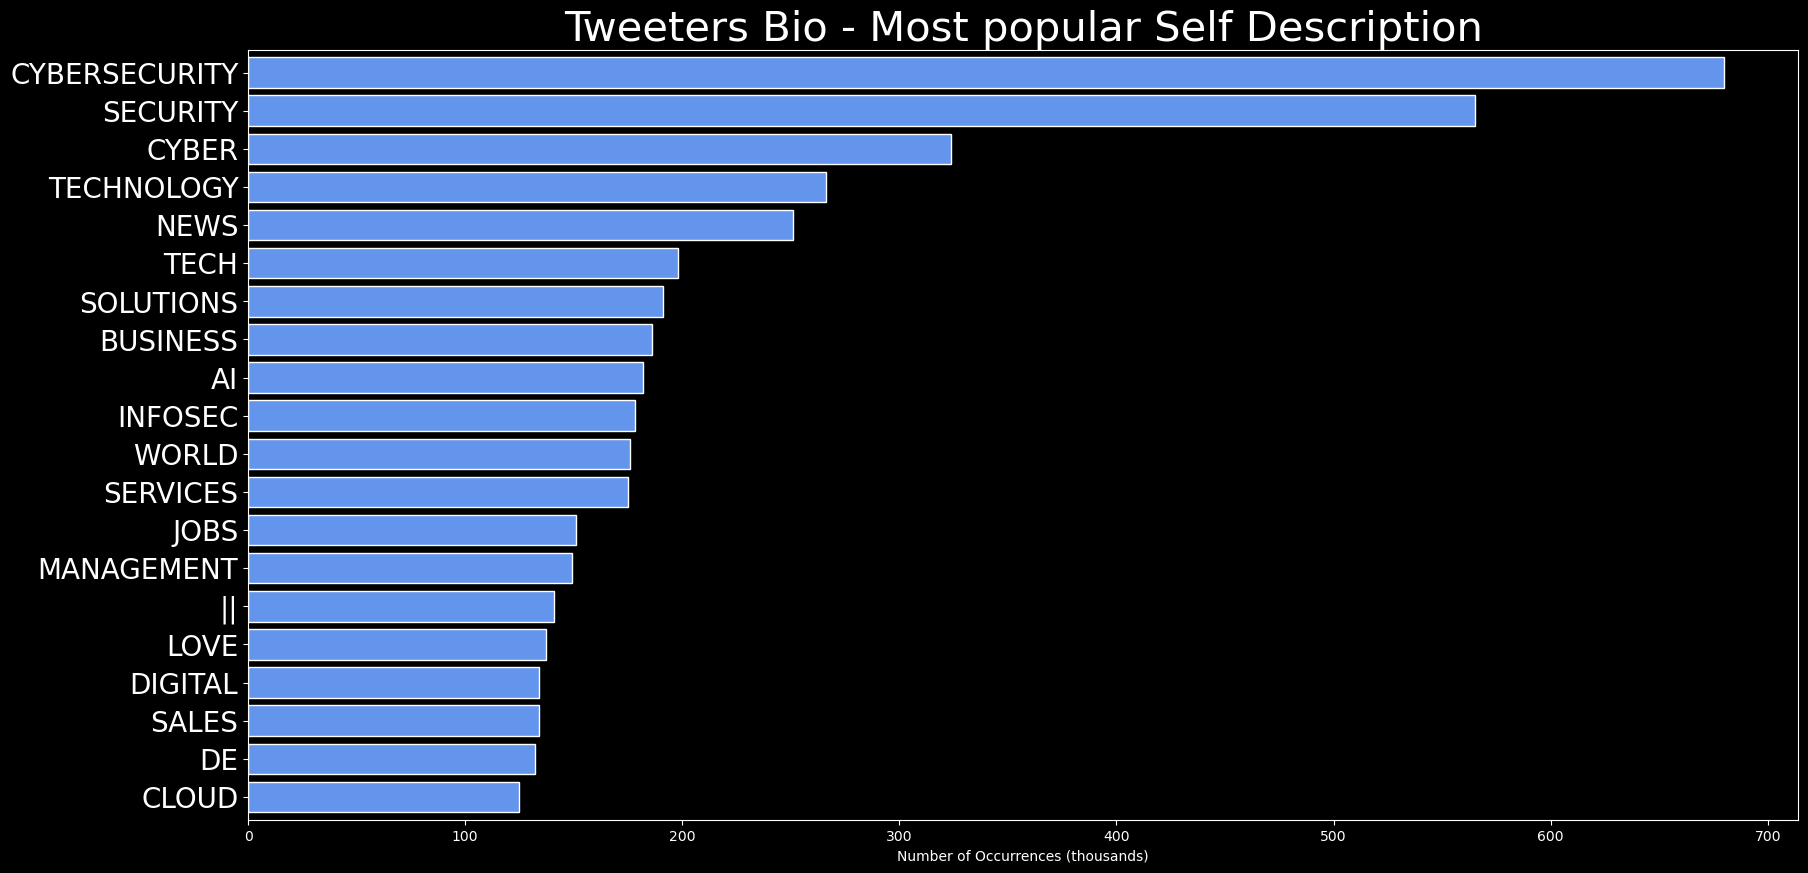 Tweeters Bio - Most popular Self Description
CYBERSECURITY
SECURITY
CYBER
TECHNOLOGY
NEWS
TECH
SOLUTIONS
BUSINESS
AI
INFOSEC
WORLD
SERVICES
JOBS
MANAGEMENT
||
LOVE
DIGITAL
SALES
DE
CLOUD
0 100 200 300 400 500 600 700
Number of Occurrences (thousands)